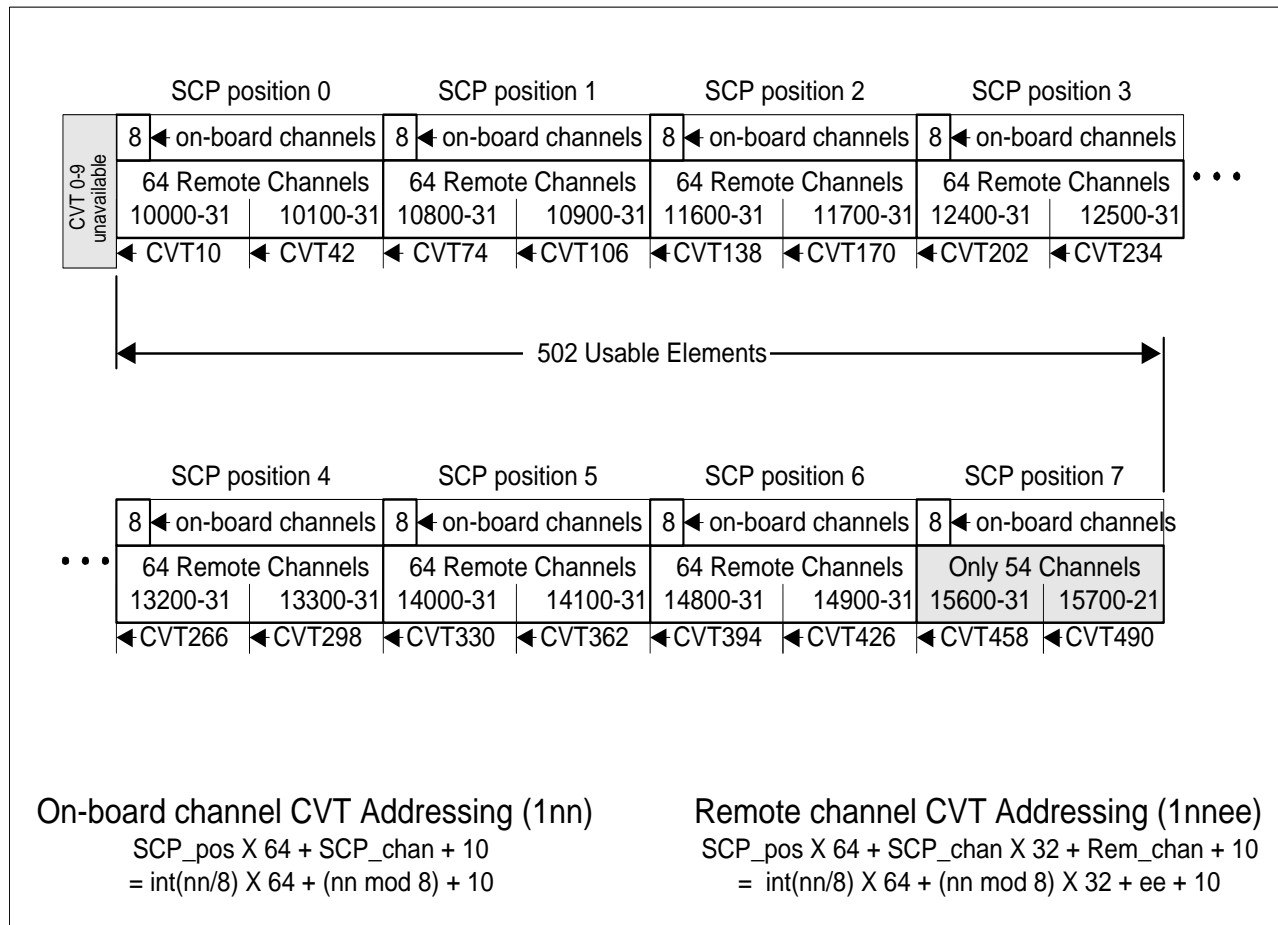 SCP position 0 SCP position 1 SCP position 2 SCP position 3
CVT 0-9
unavailable
8 on-board channels 8 on-board channels 8 on-board channels 8 on-board channels
64 Remote Channels 64 Remote Channels 64 Remote Channels 64 Remote Channels
10000-31 10100-31 10800-31 10900-31 11600-31 11700-31 12400-31 12500-31
CVT10 CVT42 CVT74 CVT106 CVT138 CVT170 CVT202 CVT234
502 Usable Elements
SCP position 4 SCP position 5 SCP position 6 SCP position 7
8 on-board channels 8 on-board channels 8 on-board channels 8 on-board channels
64 Remote Channels 64 Remote Channels 64 Remote Channels Only 54 Channels
13200-31 13300-31 14000-31 14100-31 14800-31 14900-31 15600-31 15700-21
CVT266 CVT298 CVT330 CVT362 CVT394 CVT426 CVT458 CVT490
On-board channel CVT Addressing (1nn)
SCP_pos X 64 + SCP_chan + 10
= int(nn/8) X 64 + (nn mod 8) + 10
Remote channel CVT Addressing (1nnee)
SCP_pos X 64 + SCP_chan X 32 + Rem_chan + 10
= int(nn/8) X 64 + (nn mod 8) X 32 + ee + 10